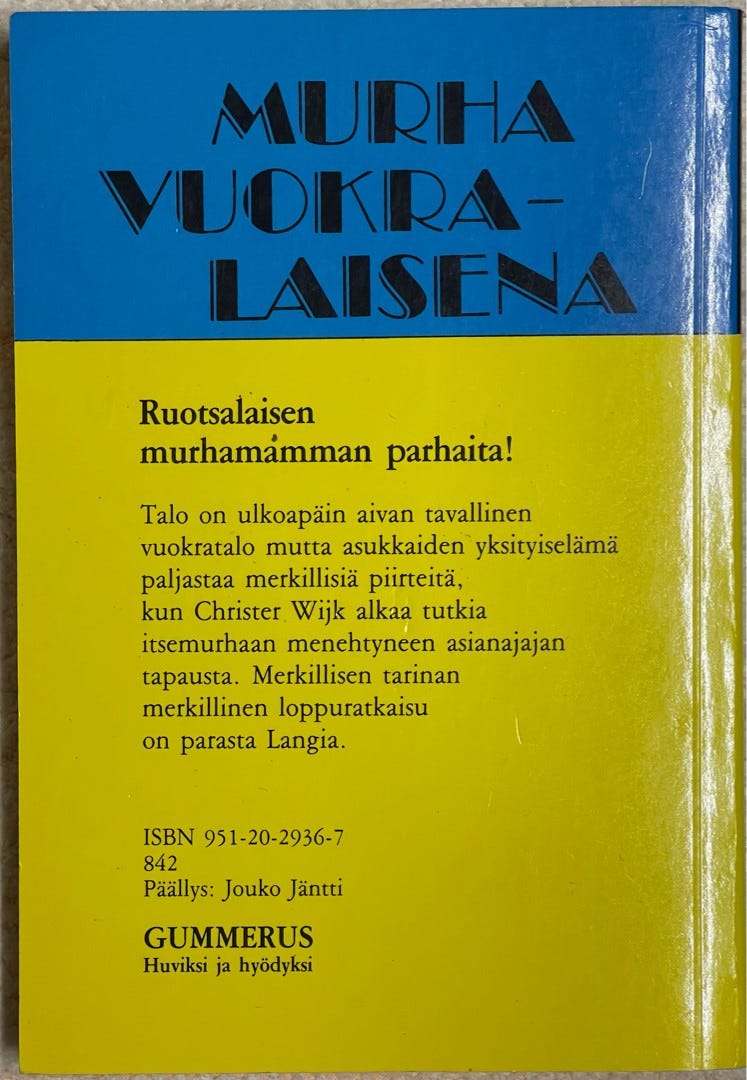 MURHA
VUOKRA-
LAISENA
Ruotsalaisen
murhamamman parhaita!
Talo on ulkoapäin aivan tavallinen
vuokratalo mutta asukkaiden yksityiselämä
paljastaa merkillisiä piirteitä,
kun Christer Wijk alkaa tutkia
itsemurhaan menehtyneen asianajajan
tapausta. Merkillisen tarinan
merkillinen loppuratkaisu
on parasta Langia.
ISBN 951-20-2936-7
842
Päällys: Jouko Jäntti
GUMMERUS
Huviksi ja hyödyksi